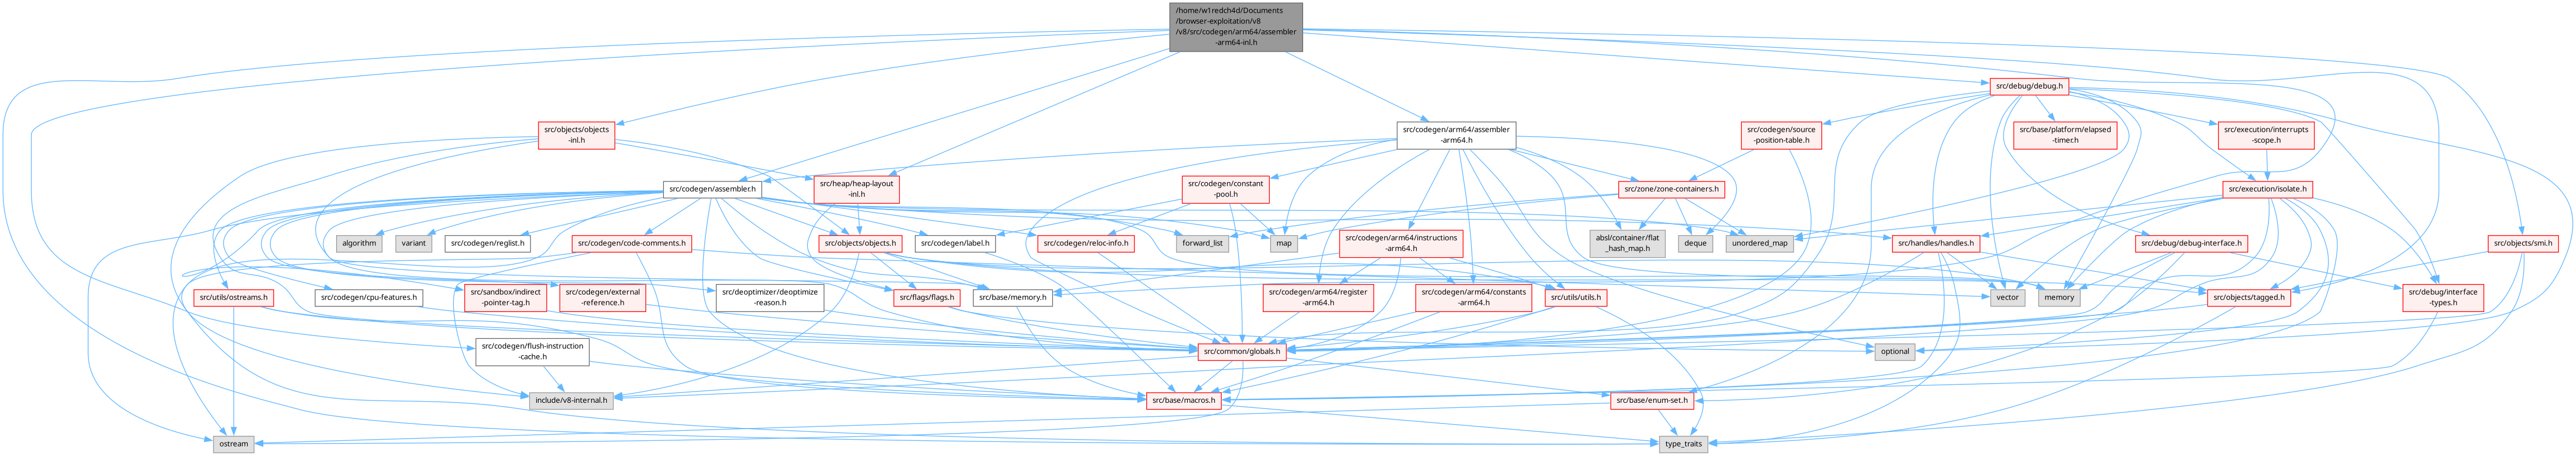 /home/w1redch4d/Documents
/browser-exploitation/v8
/v8/src/codegen/arm64/assembler
-arm64-inl.h
src/debug/debug.h
src/objects/objects
-inl.h
src/codegen/arm64/assembler
-arm64.h
src/codegen/source
-position-table.h
src/base/platform/elapsed
-timer.h
src/execution/interrupts
-scope.h
src/codegen/assembler.h
src/heap/heap-layout
-inl.h
src/codegen/constant
-pool.h
src/zone/zone-containers.h
src/execution/isolate.h
algorithm
variant
src/codegen/reglist.h
src/codegen/code-comments.h
src/objects/objects.h
src/codegen/label.h
src/codegen/reloc-info.h
forward_list
map
src/codegen/arm64/instructions
-arm64.h
absl/container/flat
_hash_map.h
deque
unordered_map
src/handles/handles.h
src/debug/debug-interface.h
src/objects/smi.h
src/utils/ostreams.h
src/codegen/cpu-features.h
src/sandbox/indirect
-pointer-tag.h
src/codegen/external
-reference.h
src/deoptimizer/deoptimize
-reason.h
src/flags/flags.h
src/base/memory.h
src/codegen/arm64/register
-arm64.h
src/codegen/arm64/constants
-arm64.h
src/utils/utils.h
vector
memory
src/objects/tagged.h
src/debug/interface
-types.h
src/codegen/flush-instruction
-cache.h
src/common/globals.h
optional
include/v8-internal.h
src/base/macros.h
src/base/enum-set.h
ostream
type_traits